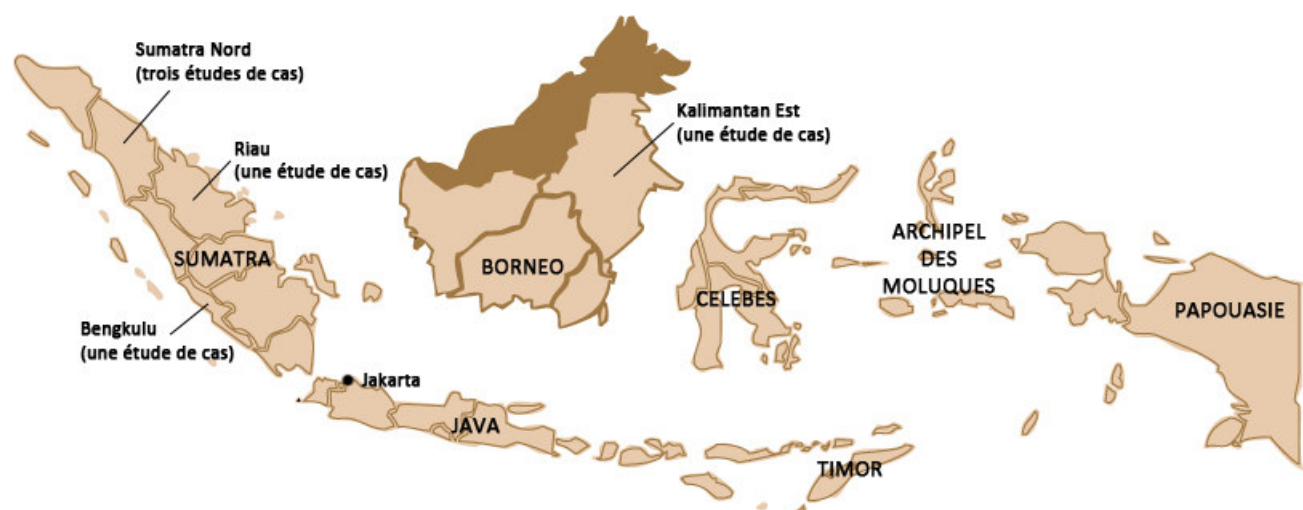 Sumatra Nord
(trois études de cas)
Kalimantan Est
(une étude de cas)
Riau
(une étude de cas)
SUMATRA
BORNEO
ARCHIPEL
DES
MOLUQUES
CELEBES
PAPOUASIE
Bengkulu
(une étude de cas)
Jakarta
JAVA
TIMOR